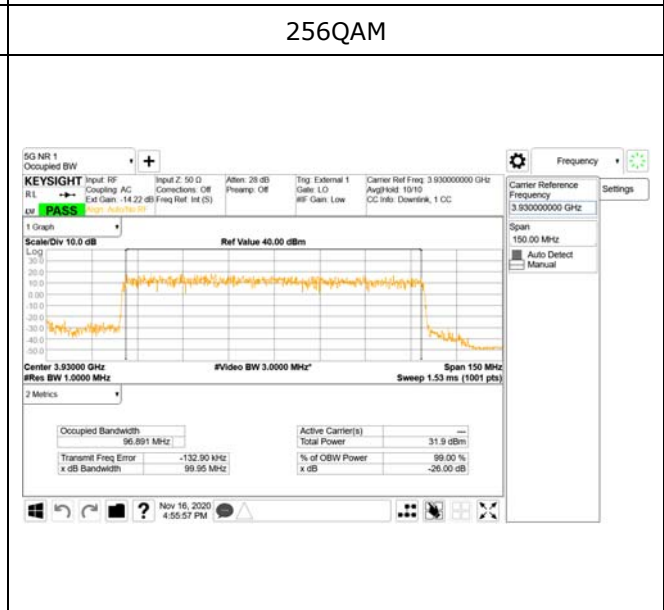 256QAM
5G NR 1
Occupied BW
Frequency
KEYSIGHT
Input: RF
Input Z: 50 Ω
Atten: 28 dB
Trig: External 1
Carrier Ref Freq: 3.930000000 GHz
RL
Coupling: AC
Corrections: Off
Preamp: Off
Gate: LO
Avg|Hold: 10/10
Ext Gain: -14.22 dB
Freq Ref: Int (S)
#IF Gain: Low
CC Info: Downlink, 1 CC
PASS
Align: Auto/No RF
Carrier Reference
Frequency
3.930000000 GHz
Settings
Span
150.00 MHz
Auto Detect
Manual
1 Graph
Scale/Div 10.0 dB
Ref Value 40.00 dBm
Log
30.0
20.0
10.0
0.00
-10.0
-20.0
-30.0
-40.0
-50.0
Center 3.93000 GHz
#Video BW 3.0000 MHz*
Span 150 MHz
#Res BW 1.0000 MHz
Sweep 1.53 ms (1001 pts)
2 Metrics
Occupied Bandwidth
96.891 MHz
Active Carrier(s)
---
Total Power
31.9 dBm
Transmit Freq Error
-132.90 kHz
% of OBW Power
99.00 %
x dB Bandwidth
99.95 MHz
x dB
-26.00 dB
?
Nov 16, 2020
4:55:57 PM